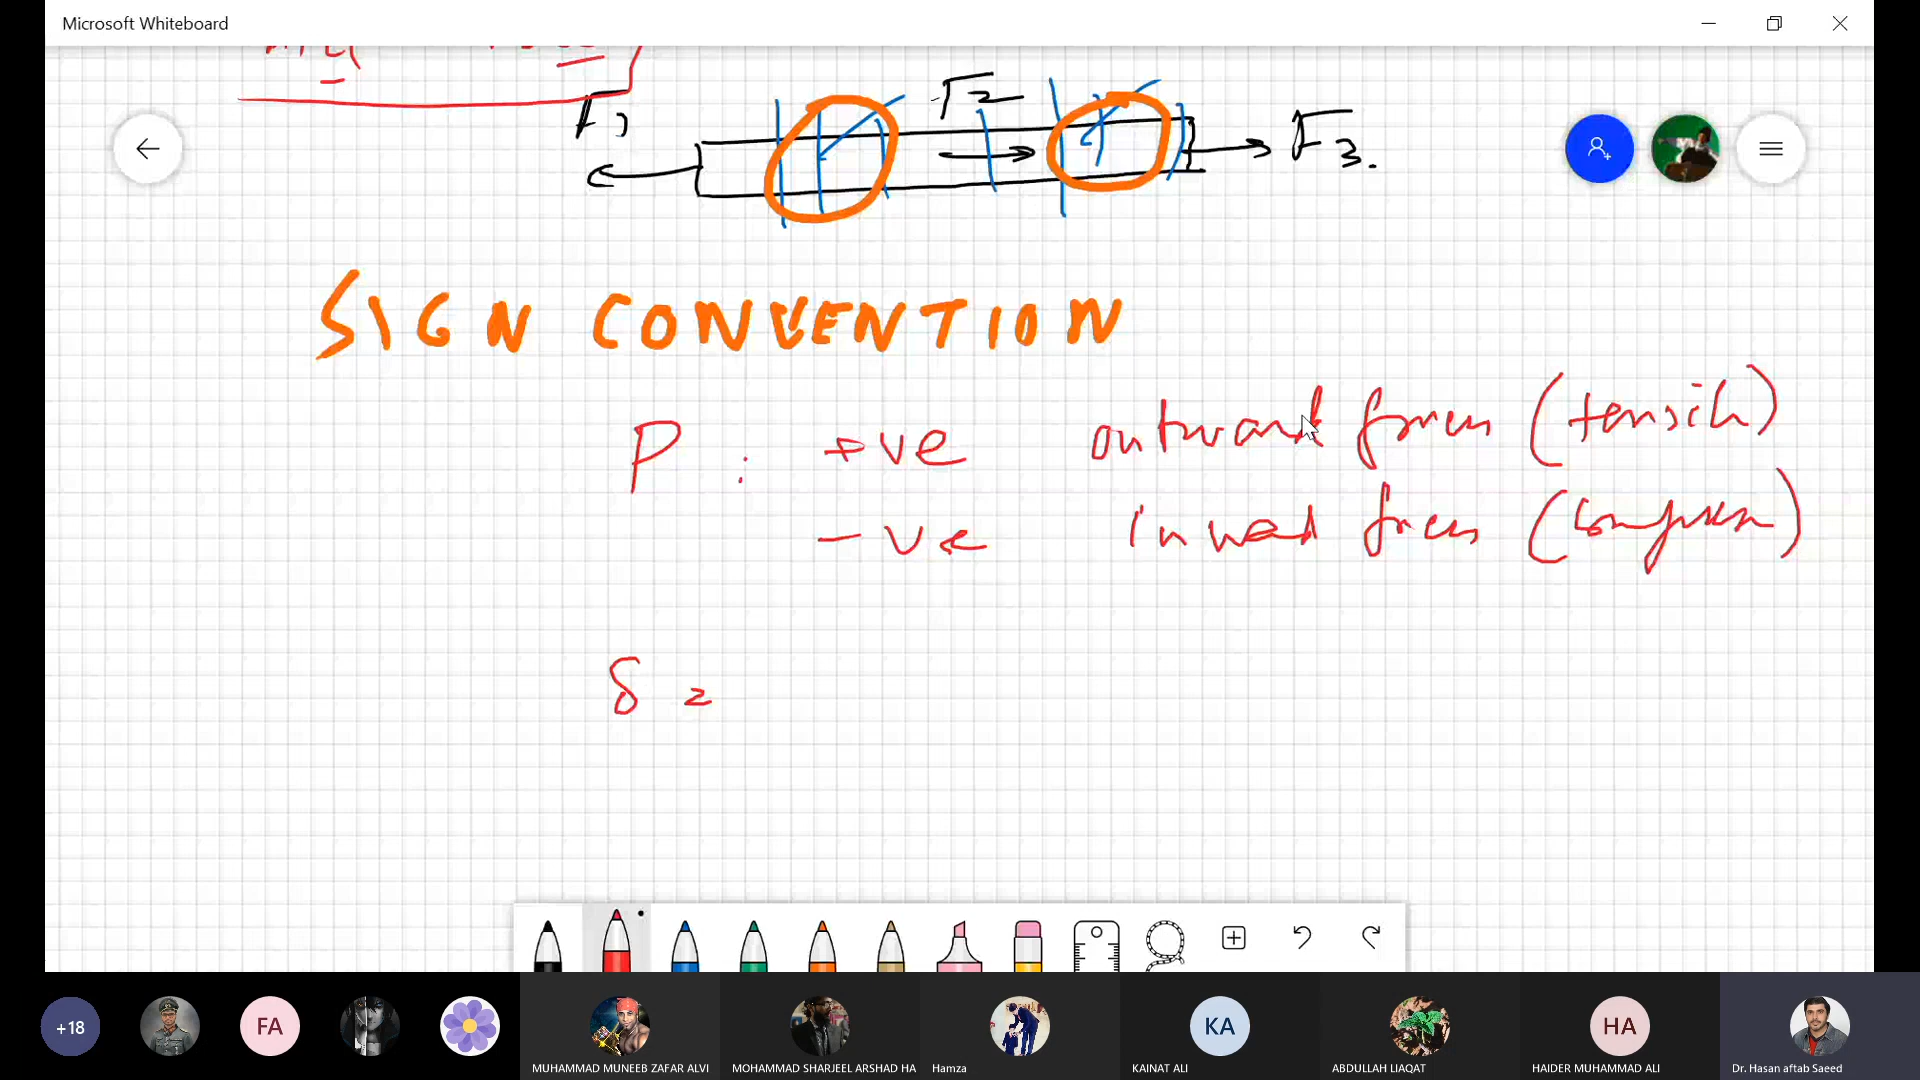 Microsoft Whiteboard
F1
F2
F3.
SIGN CONVENTION
P : +ve outward forces (tensile)
-ve inward forces (compression)
δ =
+18
FA
KA
HA
MUHAMMAD MUNEEB ZAFAR ALVI
MOHAMMAD SHARJEEL ARSHAD HA
Hamza
KAINAT ALI
ABDULLAH LIAQAT
HAIDER MUHAMMAD ALI
Dr. Hasan aftab Saeed